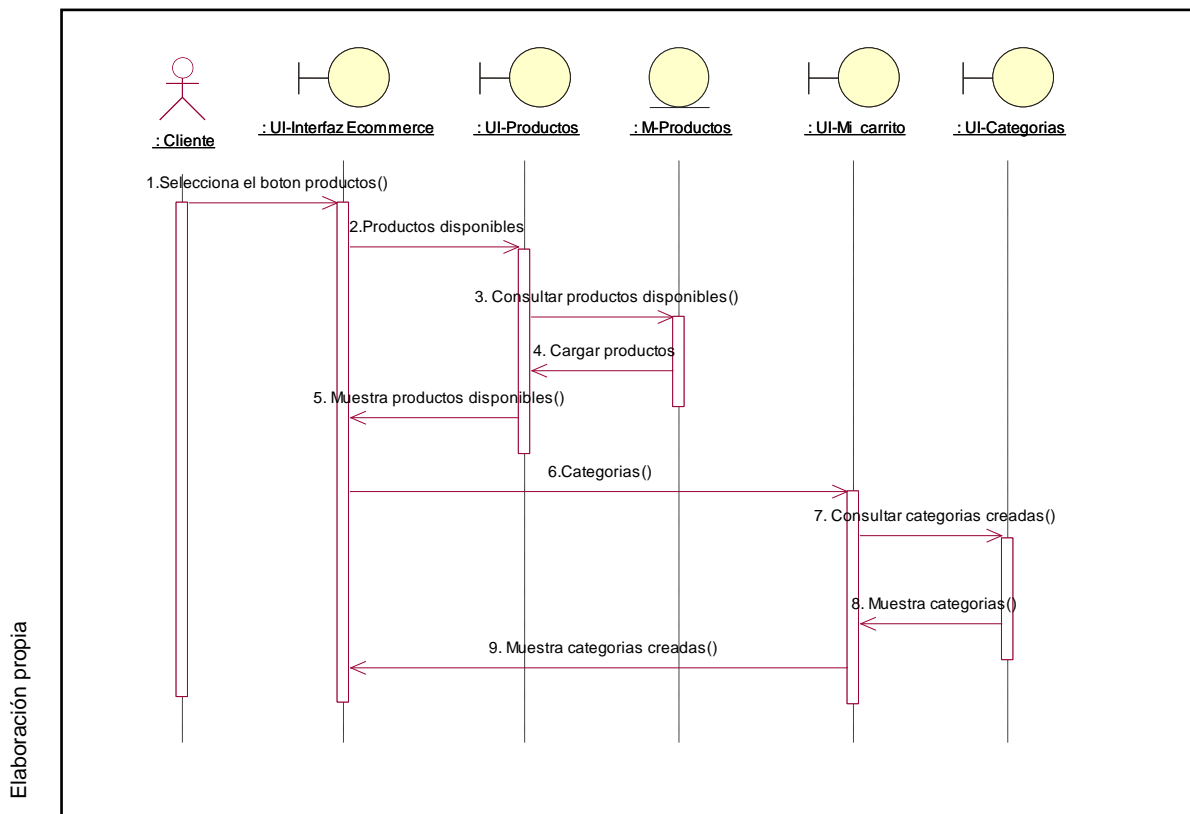 : Cliente
: UI-Interfaz Ecommerce
: UI-Productos
: M-Productos
: UI-Mi carrito
: UI-Categorias
1.Selecciona el boton productos()
2.Productos disponibles
3. Consultar productos disponibles()
4. Cargar productos
5. Muestra productos disponibles()
6.Categorias()
7. Consultar categorias creadas()
8. Muestra categorias()
9. Muestra categorias creadas()
Elaboración propia